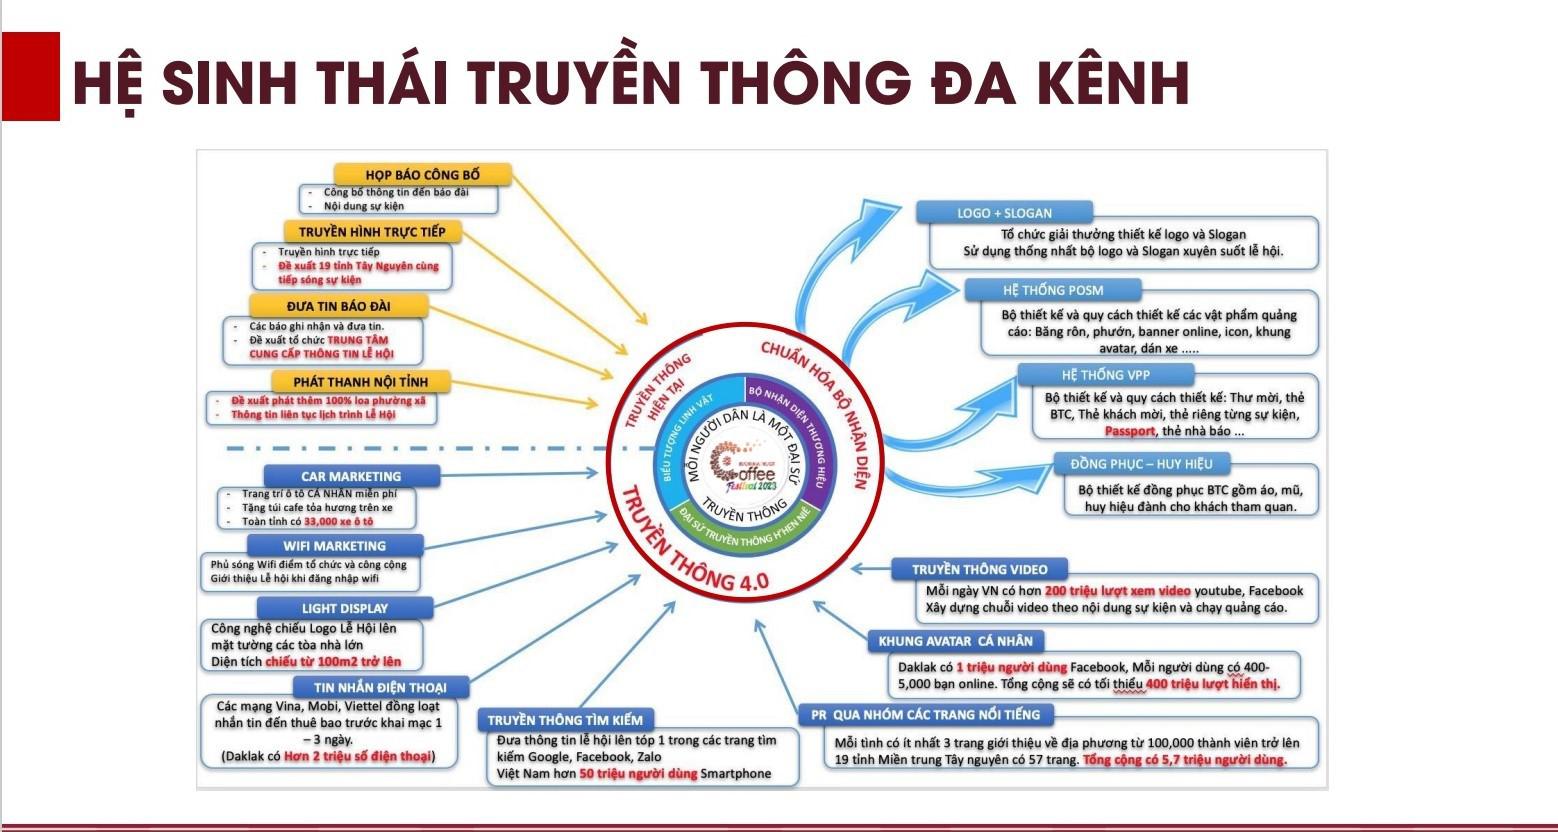 HỆ SINH THÁI TRUYỀN THÔNG ĐA KÊNH
HỌP BÁO CÔNG BỐ
- Công bố thông tin đến báo đài
- Nội dung sự kiện
TRUYỀN HÌNH TRỰC TIẾP
- Truyền hình trực tiếp
- Đề xuất 19 tỉnh Tây Nguyên cùng
tiếp sóng sự kiện
ĐƯA TIN BÁO ĐÀI
- Các báo ghi nhận và đưa tin.
- Đề xuất tổ chức TRUNG TÂM
CUNG CẤP THÔNG TIN LỄ HỘI
PHÁT THANH NỘI TỈNH
- Đề xuất phát thêm 100% loa phường xã
- Thông tin liên tục lịch trình Lễ Hội
CAR MARKETING
- Trang trí ô tô CÁ NHÂN miễn phí
- Tặng túi cafe tỏa hương trên xe
- Toàn tỉnh có 33,000 xe ô tô
WIFI MARKETING
Phủ sóng Wifi điểm tổ chức và công cộng
Giới thiệu Lễ hội khi đăng nhập wifi
LIGHT DISPLAY
Công nghệ chiếu Logo Lễ Hội lên
mặt tường các tòa nhà lớn
Diện tích chiếu từ 100m2 trở lên
TIN NHẮN ĐIỆN THOẠI
Các mạng Vina, Mobi, Viettel đồng loạt
nhắn tin đến thuê bao trước khai mạc 1
– 3 ngày.
(Daklak có Hơn 2 triệu số điện thoại)
TRUYỀN THÔNG TÌM KIẾM
Đưa thông tin lễ hội lên tóp 1 trong các trang tìm
kiếm Google, Facebook, Zalo
Việt Nam hơn 50 triệu người dùng Smartphone
TRUYỀN THÔNG
HIỆN TẠI
CHUẨN HÓA BỘ NHẬN DIỆN
TRUYỀN THÔNG 4.0
BIỂU TƯỢNG LINH VẬT
BỘ NHẬN DIỆN THƯƠNG HIỆU
ĐẠI SỨ TRUYỀN THÔNG H'HEN NIÊ
MỖI NGƯỜI DÂN LÀ MỘT ĐẠI SỨ
TRUYỀN THÔNG
Coffee
Festival 2023
LOGO + SLOGAN
Tổ chức giải thưởng thiết kế logo và Slogan
Sử dụng thống nhất bộ logo và Slogan xuyên suốt lễ hội.
HỆ THỐNG POSM
Bộ thiết kế và quy cách thiết kế các vật phẩm quảng
cáo: Băng rôn, phướn, banner online, icon, khung
avatar, dán xe .....
HỆ THỐNG VPP
Bộ thiết kế và quy cách thiết kế: Thư mời, thẻ
BTC, Thẻ khách mời, thẻ riêng từng sự kiện,
Passport, thẻ nhà báo ...
ĐỒNG PHỤC – HUY HIỆU
Bộ thiết kế đồng phục BTC gồm áo, mũ,
huy hiệu đành cho khách tham quan.
TRUYỀN THÔNG VIDEO
Mỗi ngày VN có hơn 200 triệu lượt xem video youtube, Facebook
Xây dựng chuỗi video theo nội dung sự kiện và chạy quảng cáo.
KHUNG AVATAR CÁ NHÂN
Daklak có 1 triệu người dùng Facebook, Mỗi người dùng có 400-
5,000 bạn online. Tổng cộng sẽ có tối thiểu 400 triệu lượt hiển thị.
PR QUA NHÓM CÁC TRANG NỔI TIẾNG
Mỗi tình có ít nhất 3 trang giới thiệu về địa phương từ 100,000 thành viên trở lên
19 tỉnh Miền trung Tây nguyên có 57 trang. Tổng cộng có 5,7 triệu người dùng.